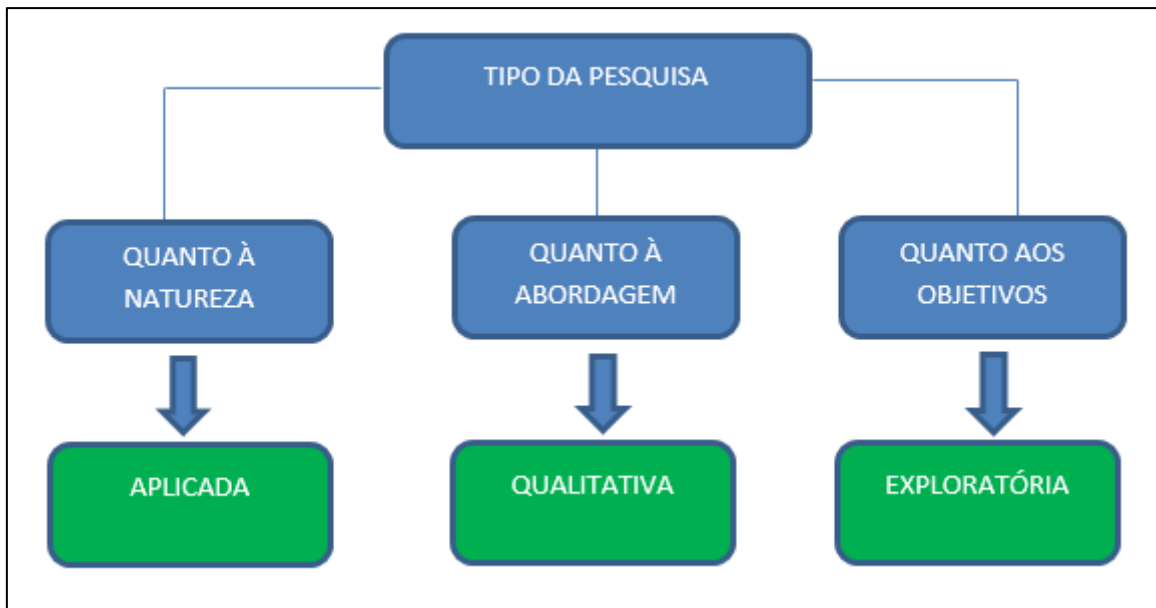 TIPO DA PESQUISA
QUANTO À
NATUREZA
QUANTO À
ABORDAGEM
QUANTO AOS
OBJETIVOS
APLICADA
QUALITATIVA
EXPLORATÓRIA